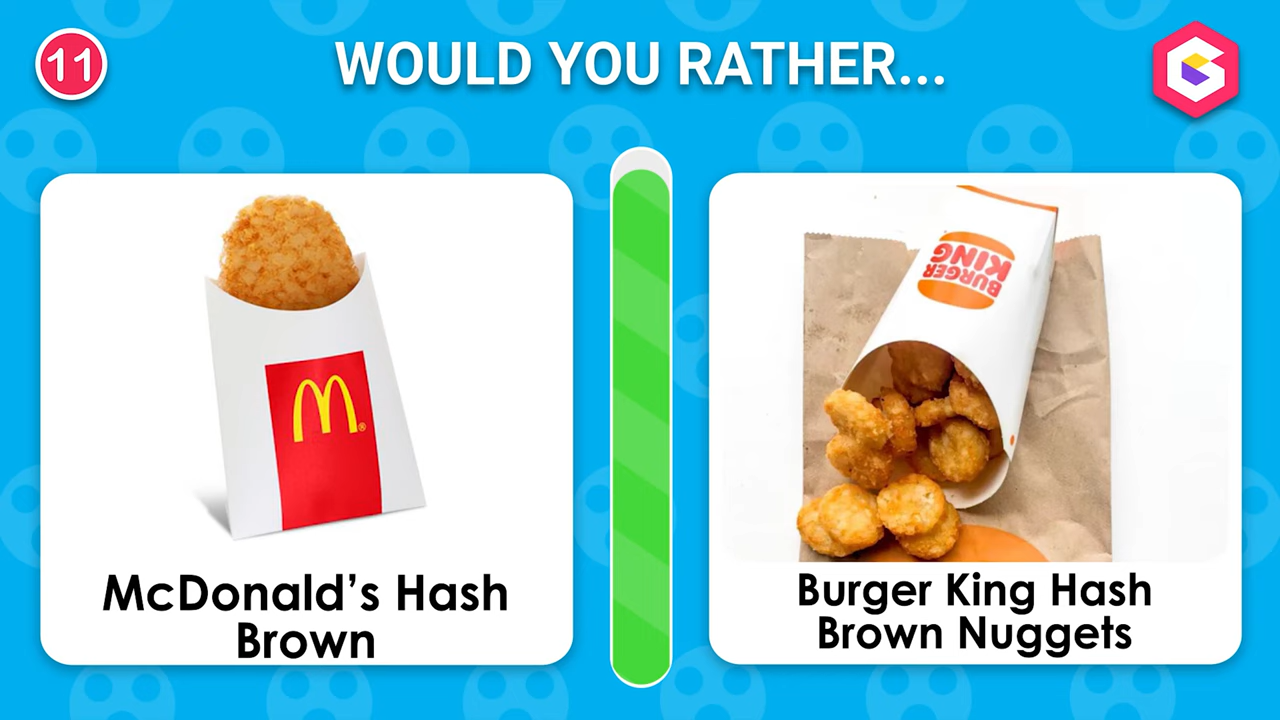 11
WOULD YOU RATHER...
G
M®
BURGER
KING
McDonald's Hash
Brown
Burger King Hash
Brown Nuggets